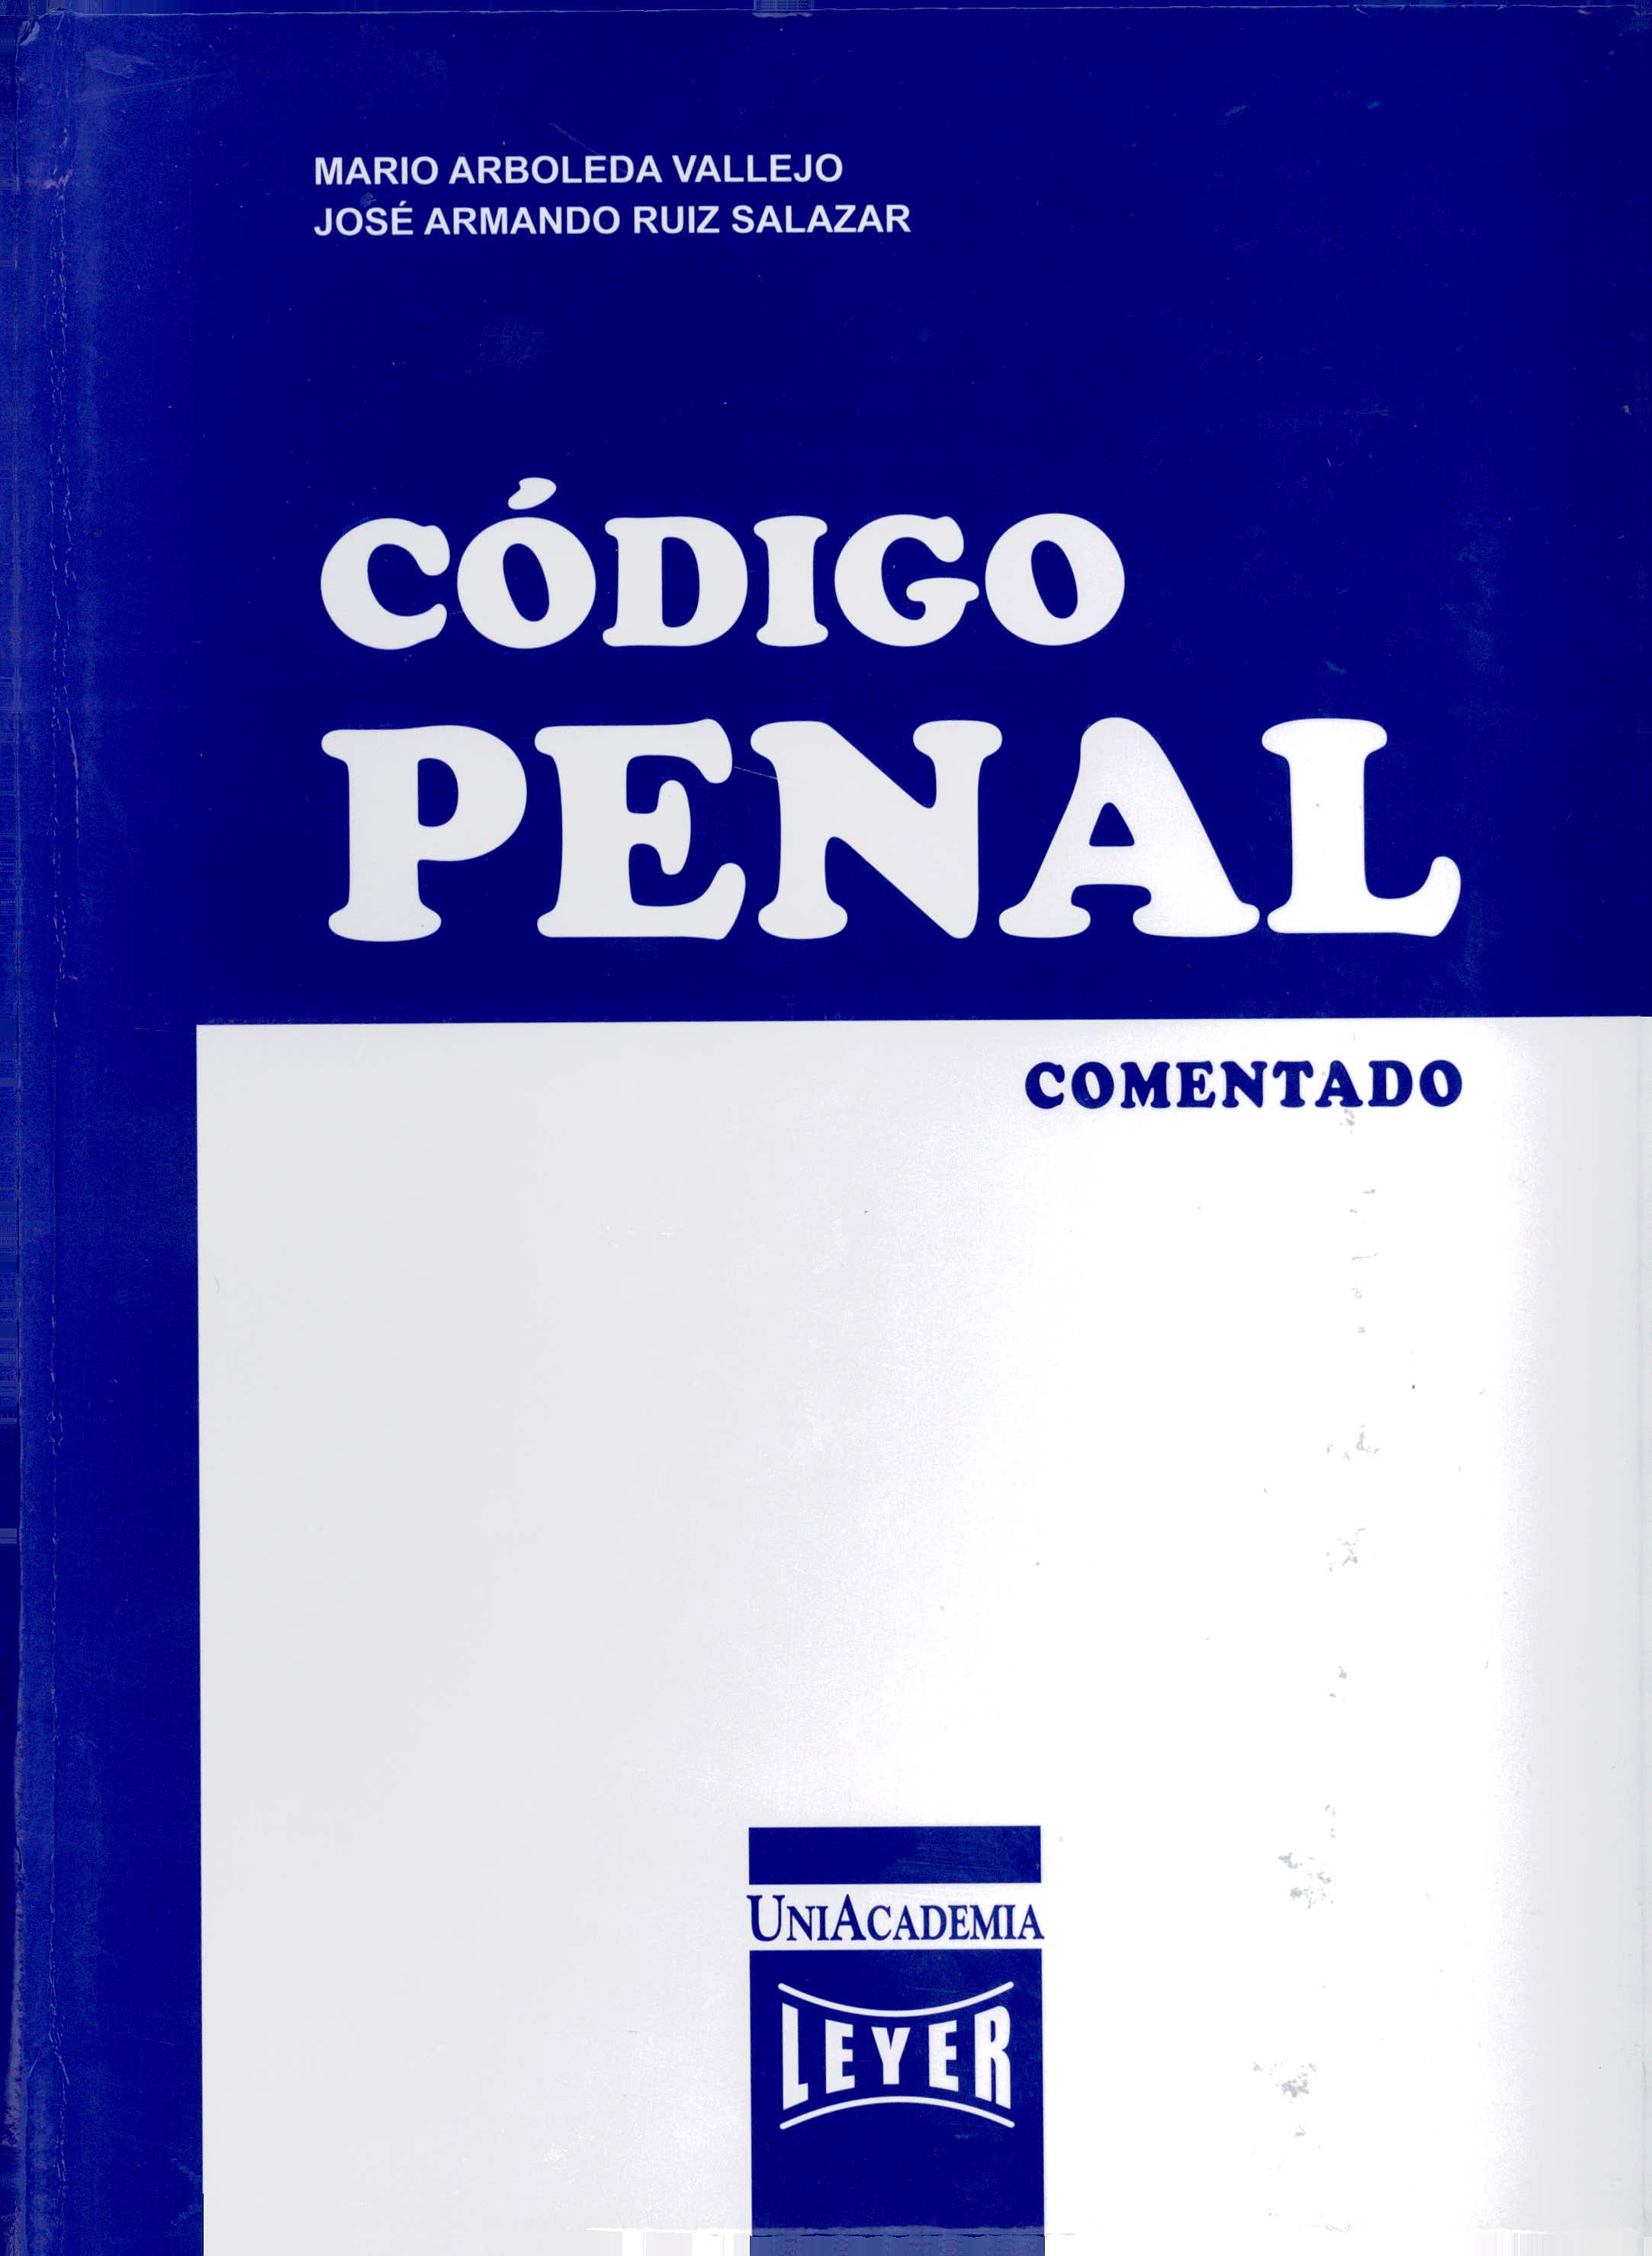 MARIO ARBOLEDA VALLEJO
JOSÉ ARMANDO RUIZ SALAZAR
CÓDIGO
PENAL
COMENTADO
UNIACADEMIA
LEYER